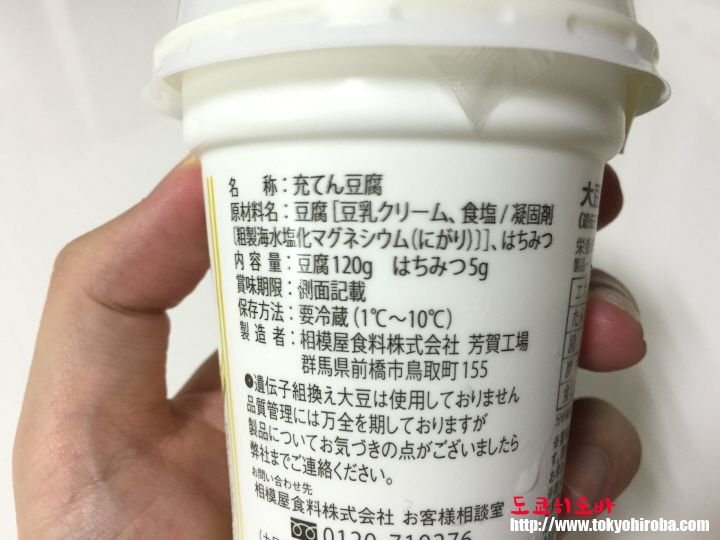 名　称：充てん豆腐
原材料名：豆腐［豆乳クリーム、食塩/凝固剤
〔粗製海水塩化マグネシウム（にがり）〕］、はちみつ
内 容 量：豆腐120g　はちみつ5g
賞味期限：側面記載
保存方法：要冷蔵（1℃〜10℃）
製 造 者：相模屋食料株式会社 芳賀工場
群馬県前橋市鳥取町155
●遺伝子組換え大豆は使用しておりません
品質管理には万全を期しておりますが
製品についてお気づきの点がございましたら
弊社までご連絡ください。
お問い合わせ先
相模屋食料株式会社 お客様相談室
도쿄히로바
http://www.tokyohiroba.com